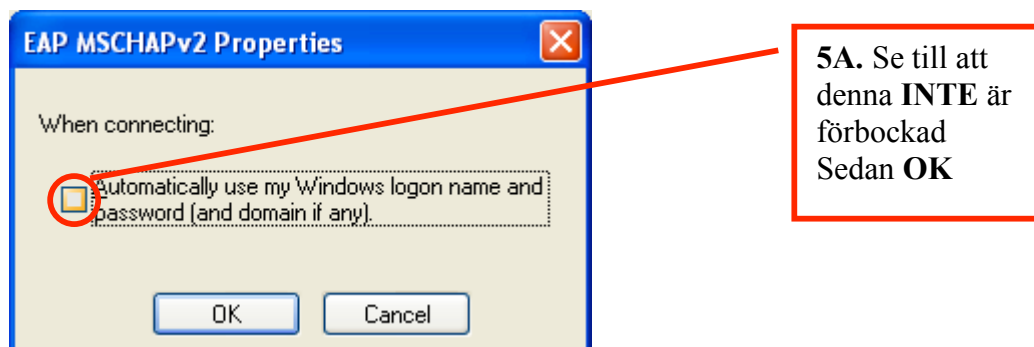 EAP MSCHAPv2 Properties
When connecting:
Automatically use my Windows logon name and
password (and domain if any).
OK
Cancel
5A. Se till att
denna INTE är
förbockad
Sedan OK